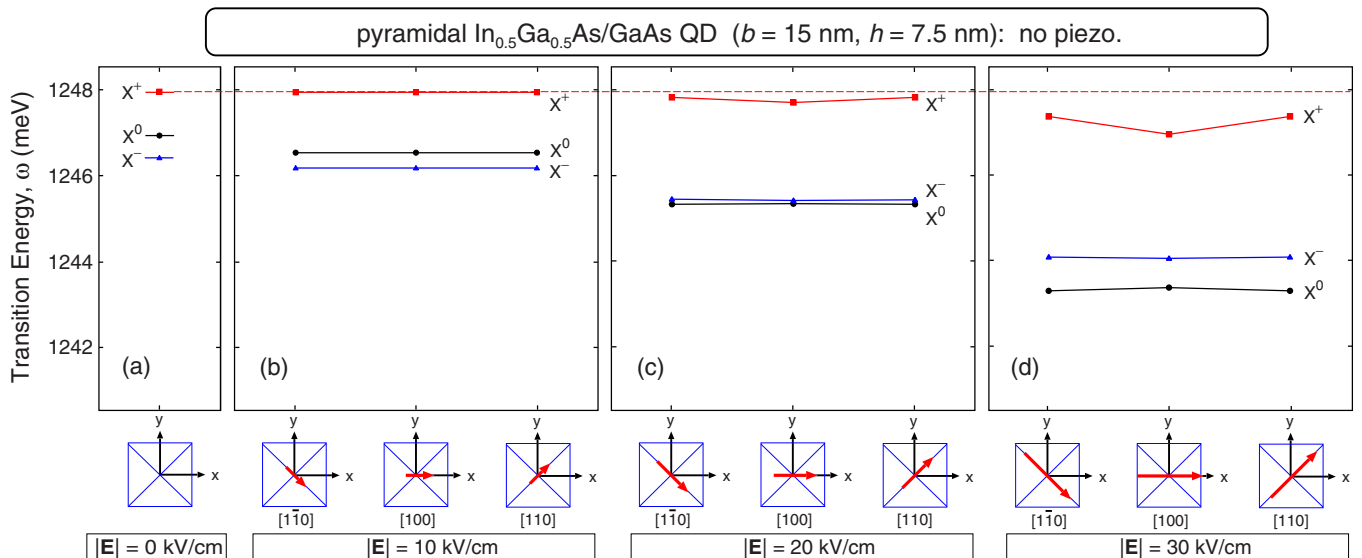 pyramidal In0.5Ga0.5As/GaAs QD (b = 15 nm, h = 7.5 nm): no piezo.
Transition Energy, ω (meV)
1248
1246
1244
1242
X+
X0
X−
(a)
X+
X0
X−
(b)
X+
X−
X0
(c)
X+
X−
X0
(d)
y
x
y
x
y
x
y
x
y
x
y
x
y
x
y
x
y
x
y
x
[11̄0]
[100]
[110]
[11̄0]
[100]
[110]
[11̄0]
[100]
[110]
|E| = 0 kV/cm
|E| = 10 kV/cm
|E| = 20 kV/cm
|E| = 30 kV/cm